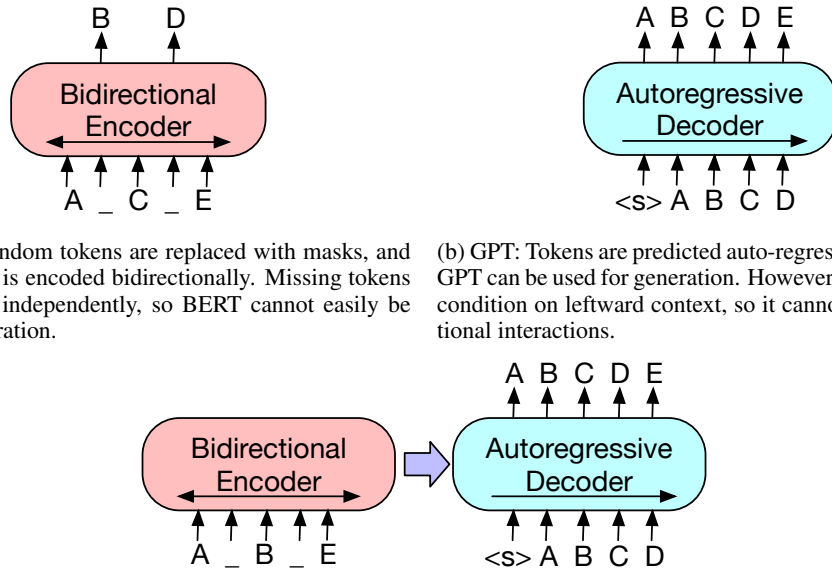 B D
Bidirectional
Encoder
A _ C _ E
A B C D E
Autoregressive
Decoder
<s> A B C D
ndom tokens are replaced with masks, and
is encoded bidirectionally. Missing tokens
independently, so BERT cannot easily be
ration.
(b) GPT: Tokens are predicted auto-regres
GPT can be used for generation. However
condition on leftward context, so it canno
tional interactions.
A B C D E
Bidirectional
Encoder
Autoregressive
Decoder
A _ B _ E
<s> A B C D